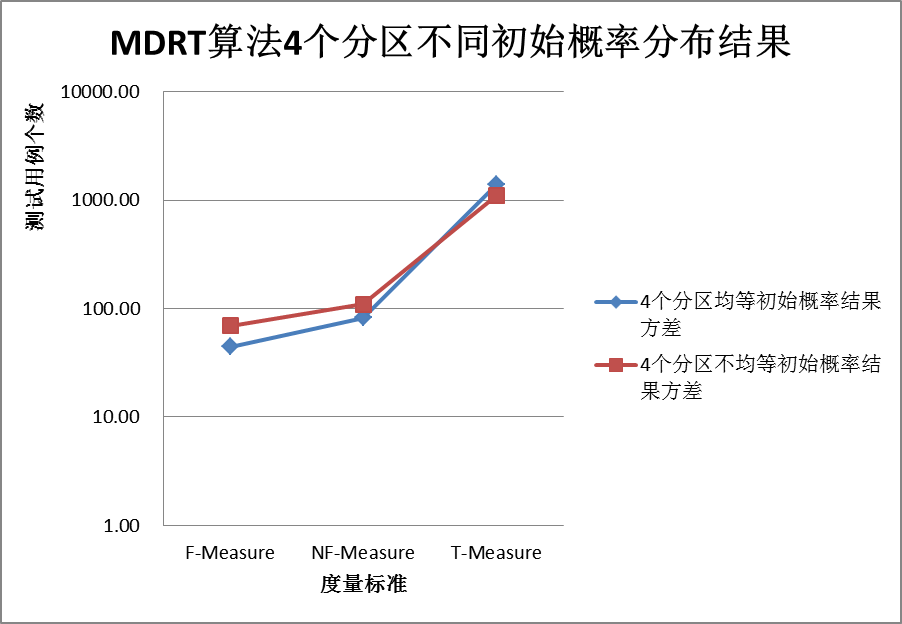 MDRT算法4个分区不同初始概率分布结果
测试用例个数
10000.00
1000.00
100.00
10.00
1.00
F-Measure
NF-Measure
T-Measure
度量标准
4个分区均等初始概率结果
方差
4个分区不均等初始概率结
果方差